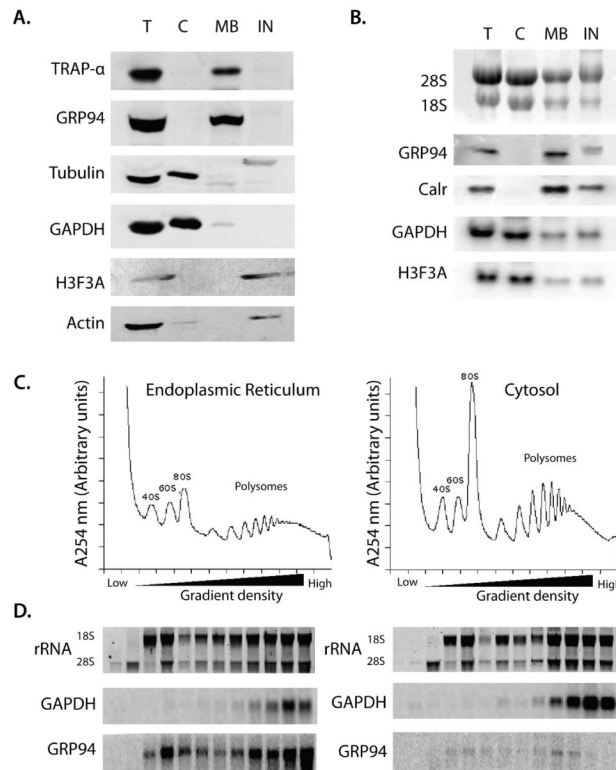 A.
T C MB IN
TRAP-α
GRP94
Tubulin
GAPDH
H3F3A
Actin
B.
T C MB IN
28S
18S
GRP94
Calr
GAPDH
H3F3A
C.
Endoplasmic Reticulum
A254 nm (Arbitrary units)
40S 60S 80S
Polysomes
Low High
Gradient density
Cytosol
A254 nm (Arbitrary units)
40S 60S 80S
Polysomes
Low High
Gradient density
D.
rRNA 18S
28S
GAPDH
GRP94
rRNA 18S
28S
GAPDH
GRP94